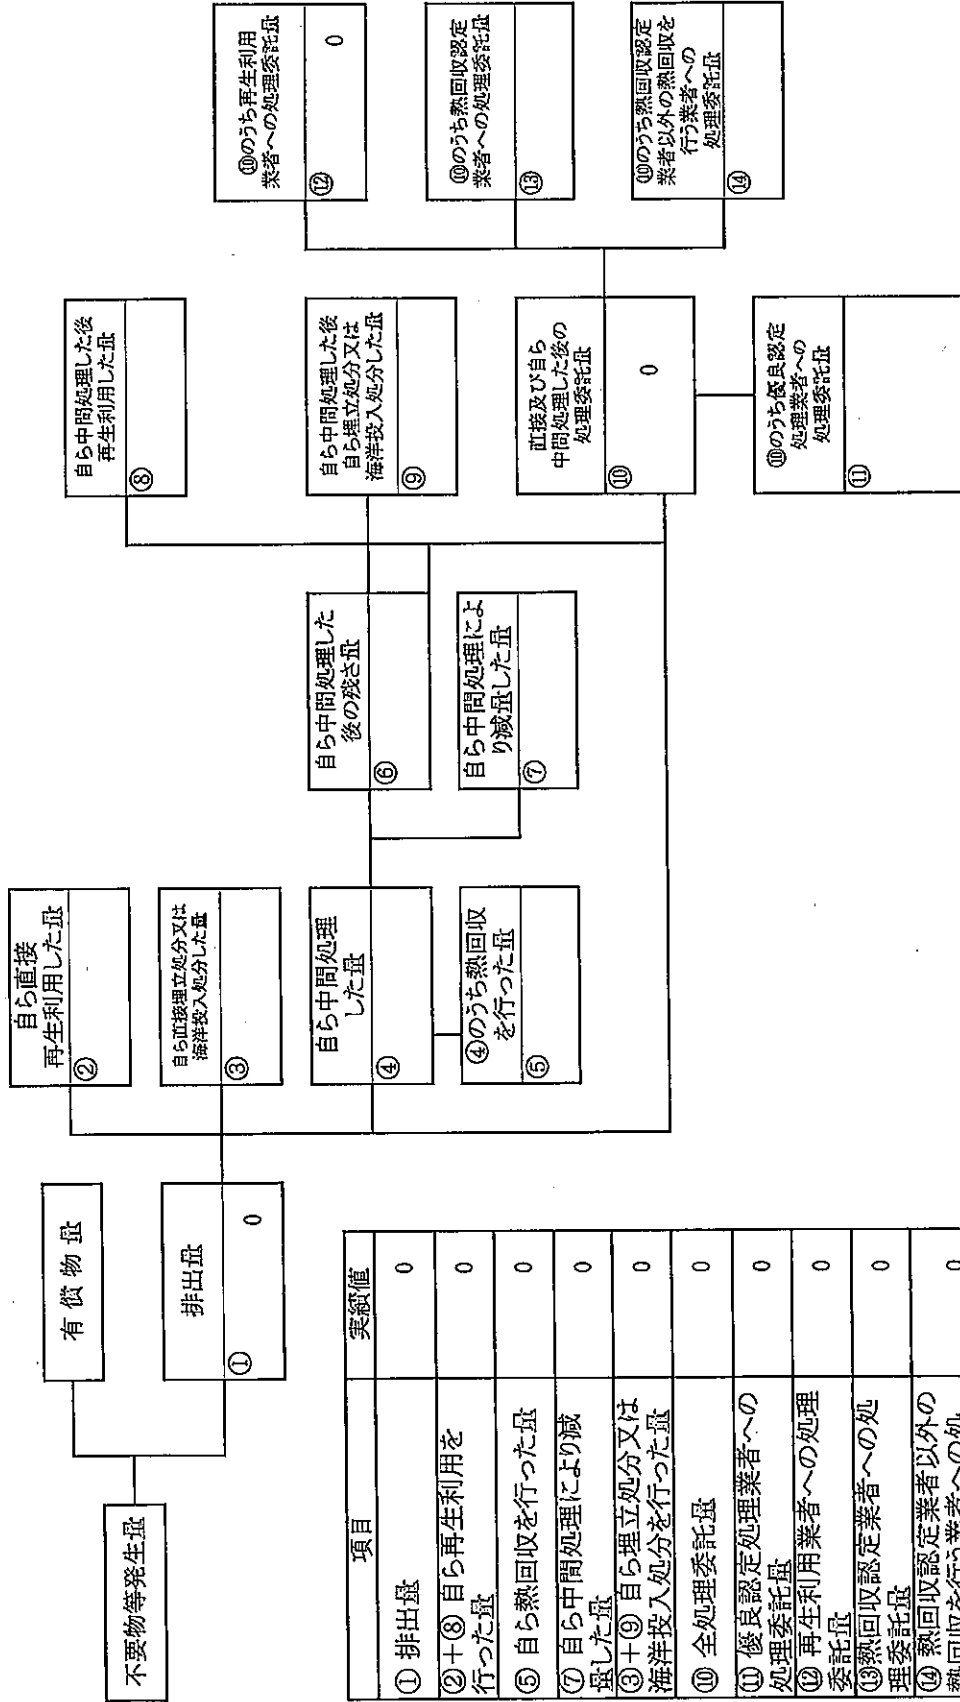 不要物等発生量
有償物量
排出量
①
0
自ら直接
再生利用した量
②
自ら直接埋立処分又は
海洋投入処分した量
③
自ら中間処理
した量
④
④のうち熱回収
を行った量
⑤
自ら中間処理した
後の残さ量
⑥
自ら中間処理によ
り減量した量
⑦
自ら中間処理した後
再生利用した量
⑧
自ら中間処理した後
自ら埋立処分又は
海洋投入処分した量
⑨
直接及び自ら
中間処理した後の
処理委託量
⑩
0
⑩のうち優良認定
処理業者への
処理委託量
⑪
⑩のうち再生利用
業者への処理委託量
⑫
0
⑩のうち熱回収認定
業者への処理委託量
⑬
⑩のうち熱回収認定
業者以外の熱回収を
行う業者への
処理委託量
⑭
項目 実績値
①排出量 0
②+⑧ 自ら再生利用を
行った量 0
⑤ 自ら熱回収を行った量 0
⑦ 自ら中間処理により減
量した量 0
③+⑨ 自ら埋立処分又は
海洋投入処分を行った量 0
⑩ 全処理委託量 0
⑪ 優良認定処理業者への
処理委託量 0
⑫ 再生利用業者への処理
委託量 0
⑬熱回収認定業者への処
理委託量 0
⑭ 熱回収認定業者以外の
熱回収を行う業者への処 0